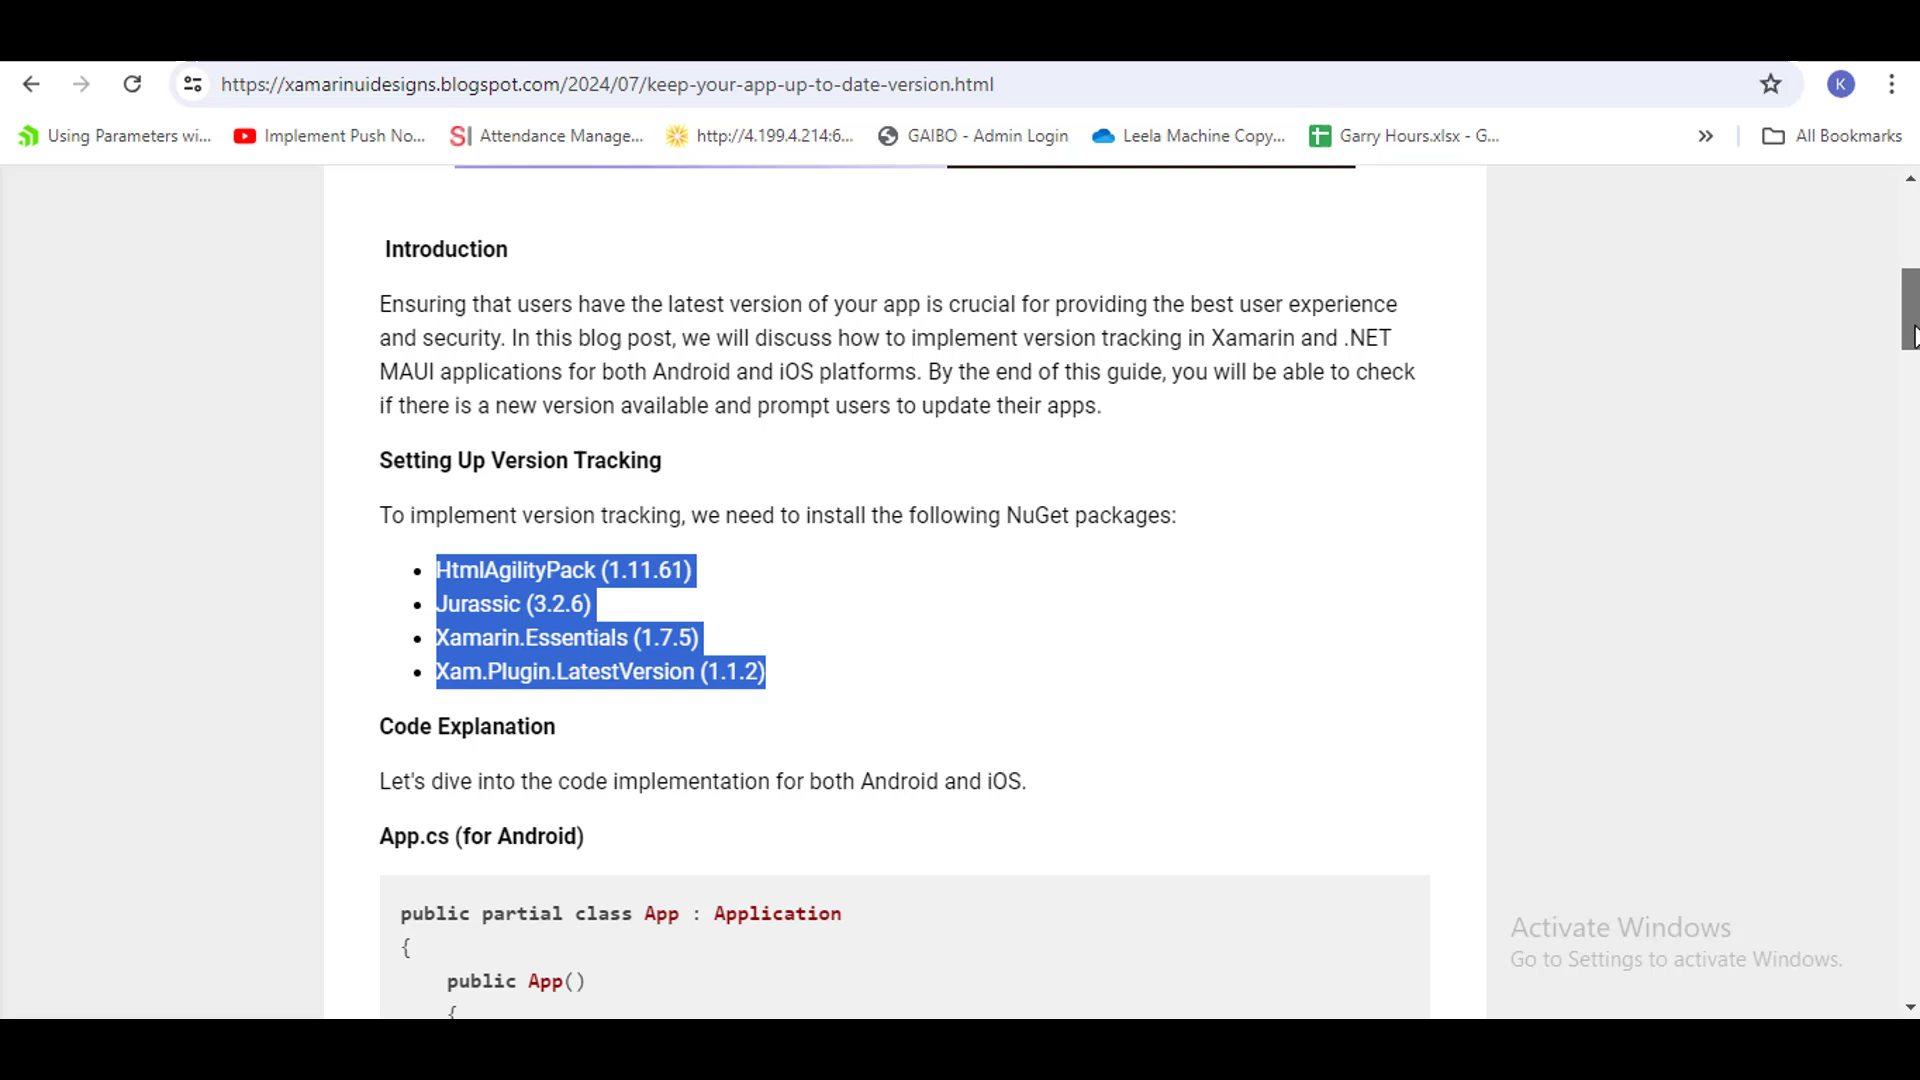 https://xamarinuidesigns.blogspot.com/2024/07/keep-your-app-up-to-date-version.html
K
Using Parameters wi...
Implement Push No...
Attendance Manage...
http://4.199.4.214:6...
GAIBO - Admin Login
Leela Machine Copy...
Garry Hours.xlsx - G...
All Bookmarks
Introduction
Ensuring that users have the latest version of your app is crucial for providing the best user experience
and security. In this blog post, we will discuss how to implement version tracking in Xamarin and .NET
MAUI applications for both Android and iOS platforms. By the end of this guide, you will be able to check
if there is a new version available and prompt users to update their apps.
Setting Up Version Tracking
To implement version tracking, we need to install the following NuGet packages:
• HtmlAgilityPack (1.11.61)
• Jurassic (3.2.6)
• Xamarin.Essentials (1.7.5)
• Xam.Plugin.LatestVersion (1.1.2)
Code Explanation
Let's dive into the code implementation for both Android and iOS.
App.cs (for Android)
public partial class App : Application
{
public App()
{
Activate Windows
Go to Settings to activate Windows.